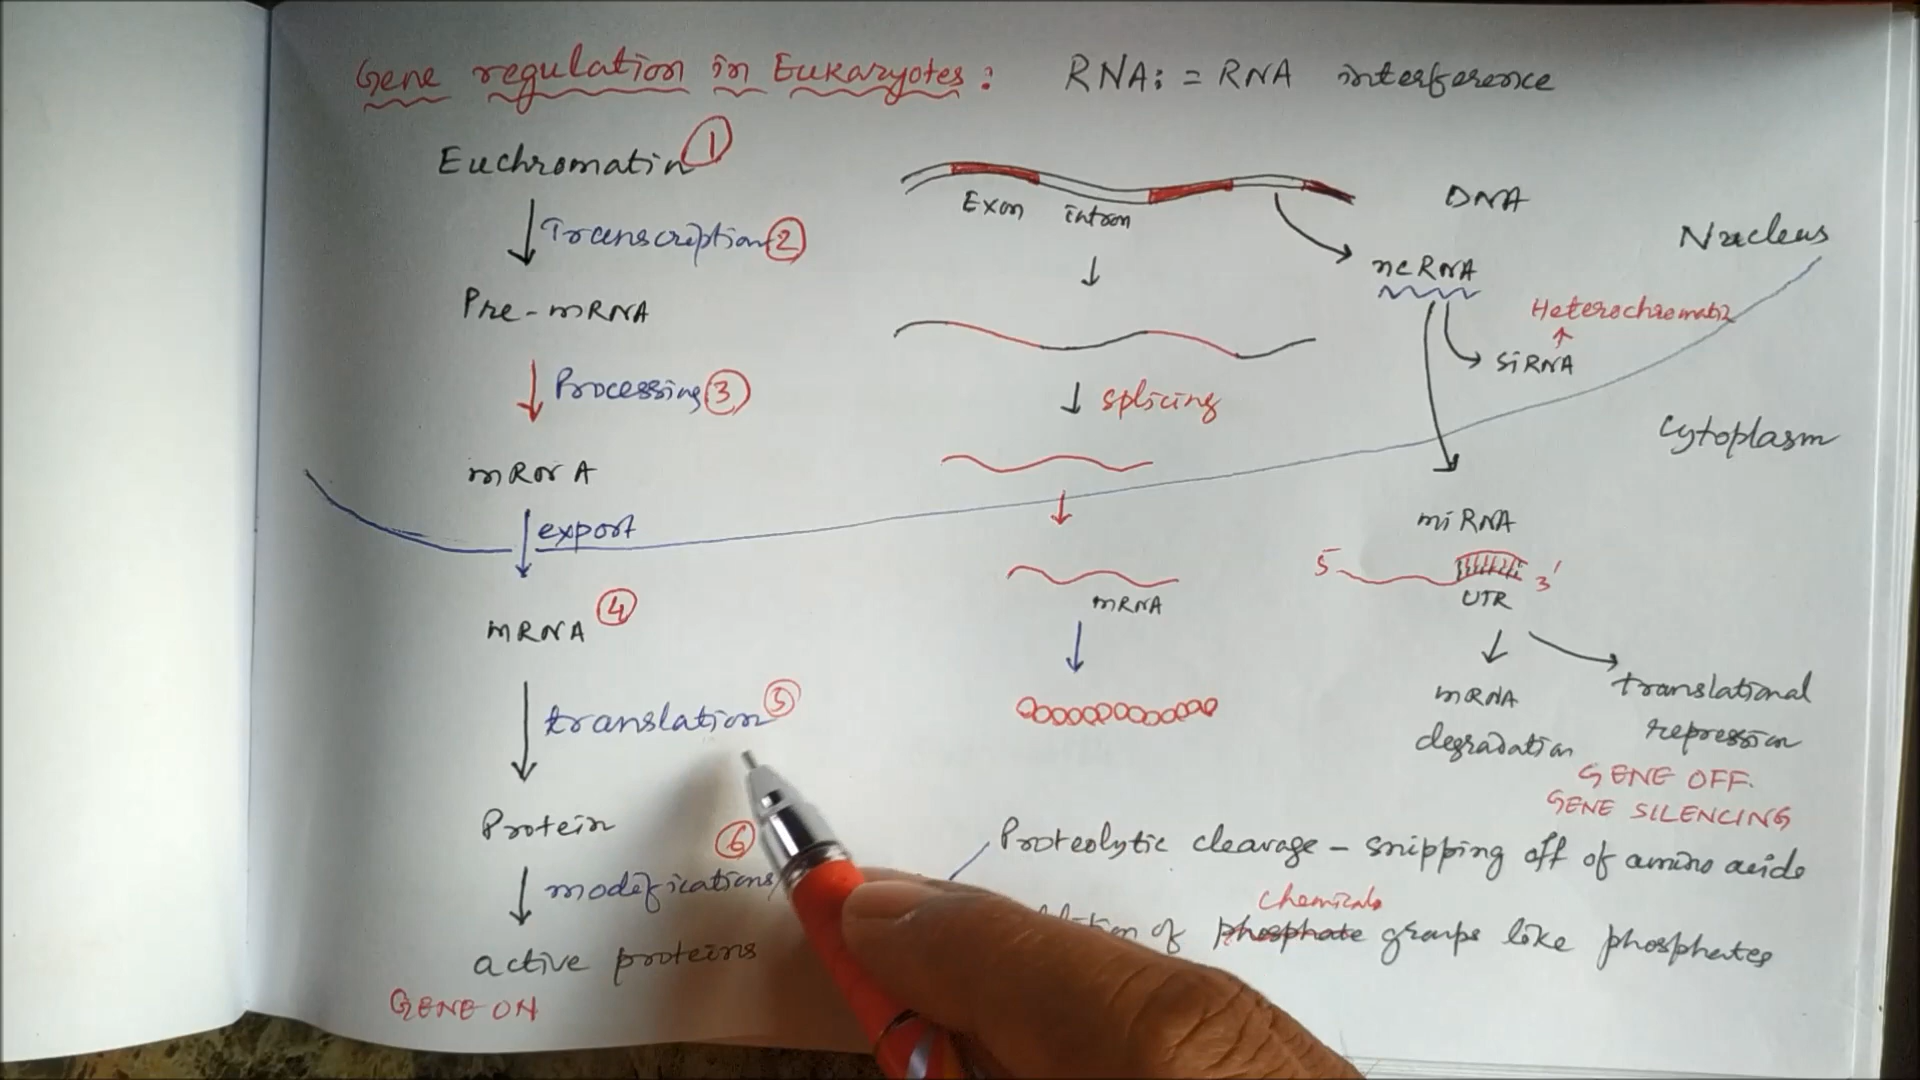 Gene regulation in Eukaryotes: RNAi = RNA interference
Euchromatin 1
Transcription 2
Pre-mRNA
Processing 3
mRNA
export
mRNA 4
translation 5
Protein
6
modifications
active proteins
GENE ON
Exon intron
DNA
Nucleus
ncRNA
Heterochromatin
siRNA
splicing
Cytoplasm
mRNA
miRNA
5 3'
UTR
mRNA
degradation
translational
repression
GENE OFF.
GENE SILENCING
Proteolytic cleavage - snipping off of amino acids
chemical
of phosphate groups like phosphates